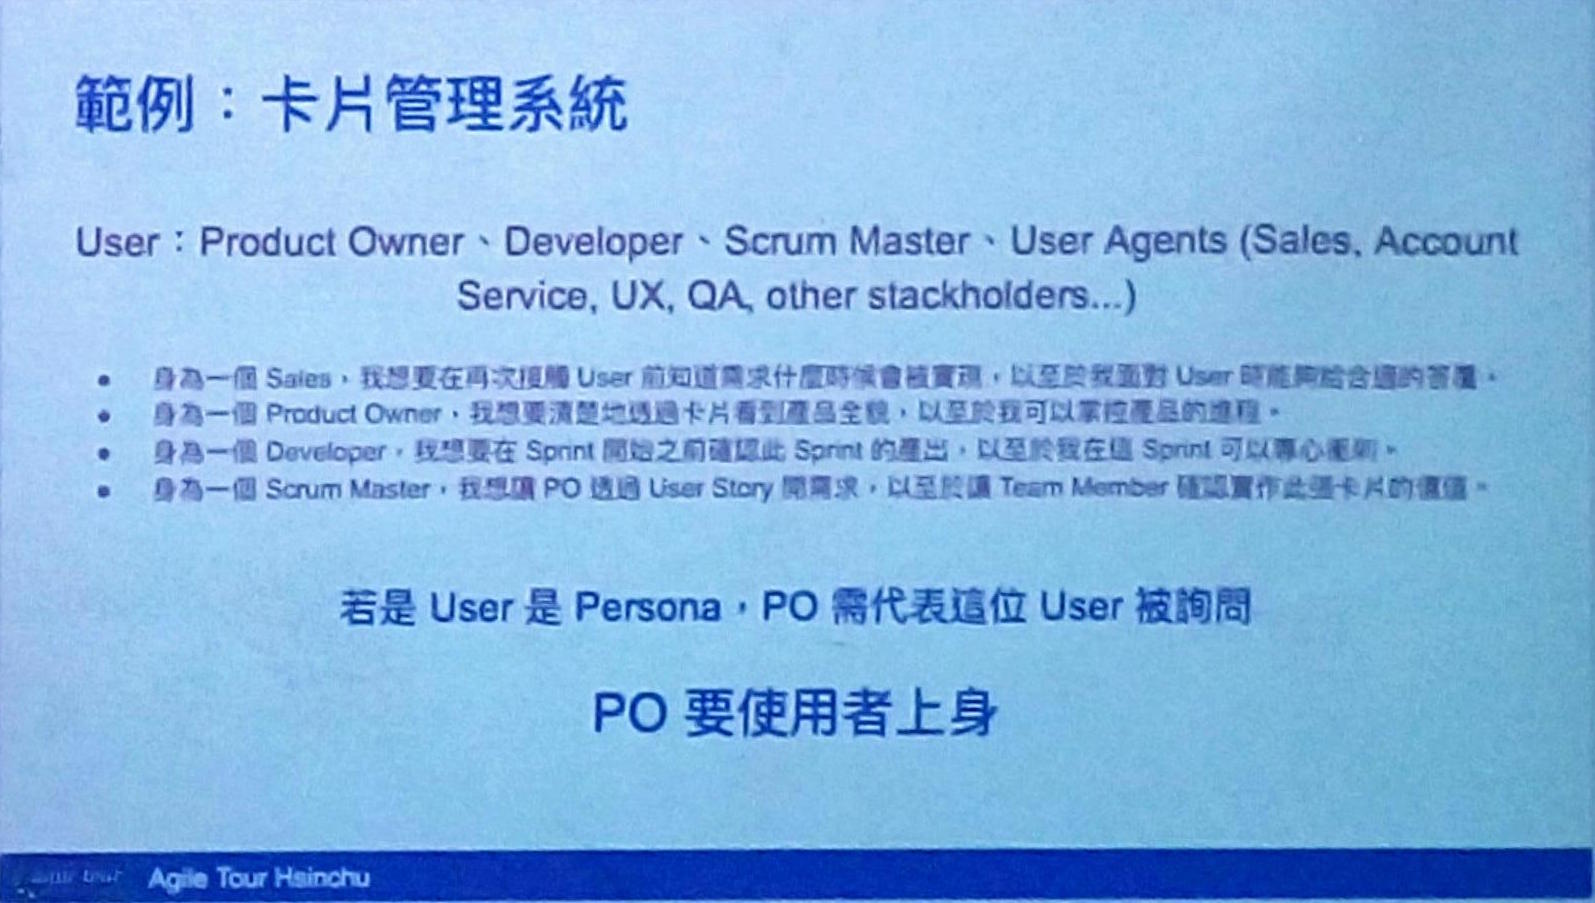 範例：卡片管理系統
User：Product Owner、Developer、Scrum Master、User Agents (Sales, Account
Service, UX, QA, other stackholders...)
• 身為一個 Sales，我想要在再次接觸 User 前知道需求什麼時候會被實現，以至於我面對 User 時能夠給合適的答覆。
• 身為一個 Product Owner，我想要清楚地透過卡片看到產品全貌，以至於我可以掌控產品的進程。
• 身為一個 Developer，我想要在 Sprint 開始之前確認此 Sprint 的產出，以至於我在這 Sprint 可以專心衝刺。
• 身為一個 Scrum Master，我想讓 PO 透過 User Story 開需求，以至於讓 Team Member 確認實作此張卡片的價值。
若是 User 是 Persona，PO 需代表這位 User 被詢問
PO 要使用者上身
Agile Tour Hsinchu